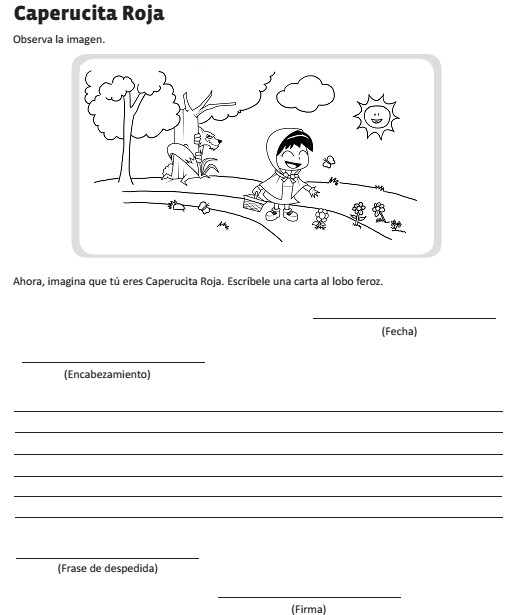 Caperucita Roja
Observa la imagen.
Ahora, imagina que tú eres Caperucita Roja. Escríbele una carta al lobo feroz.
(Fecha)
(Encabezamiento)
(Frase de despedida)
(Firma)